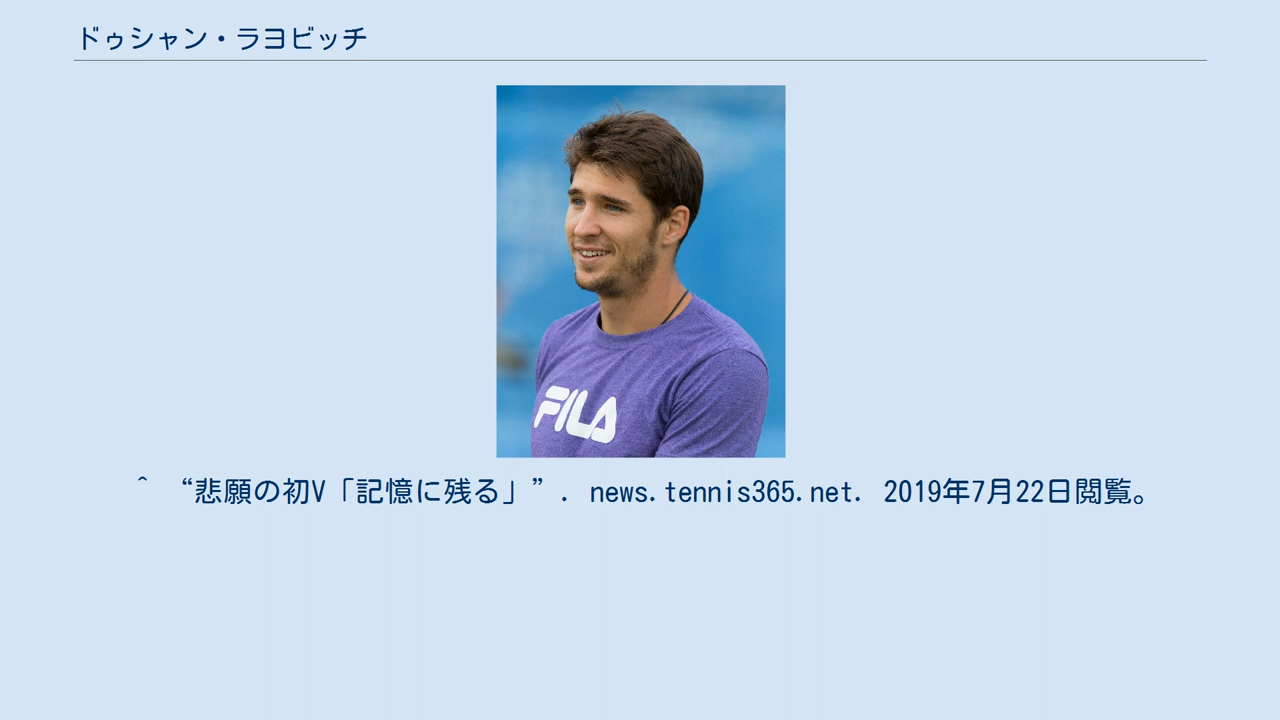 ドゥシャン・ラヨビッチ
FILA
^ “悲願の初V「記憶に残る」”. news.tennis365.net. 2019年7月22日閲覧。